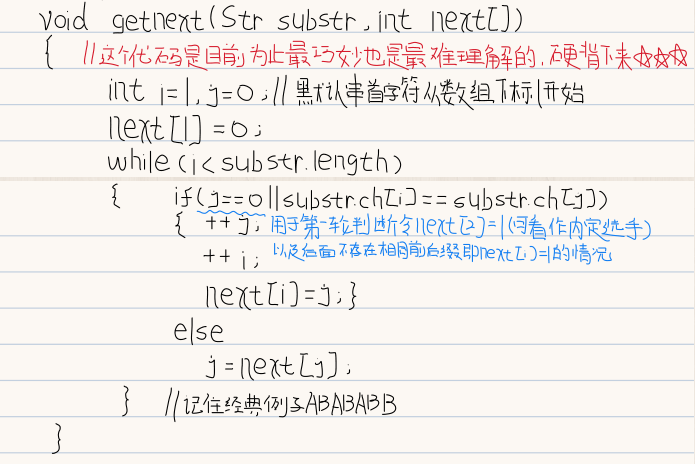 void getnext(Str substr,int next[])
{ //这个代码是目前为止最巧妙也是最难理解的,硬背下来☆☆☆
int i=1,j=0;//默认串首字符从数组下标1开始
next[1]=0;
while(i<substr.length)
{ if(j==0||substr.ch[i]==substr.ch[j])
{ ++j; 用于第一轮判断令next[2]=1(可看作内定选手)
++i; 以及后面不存在相同前后缀即next[i]=1的情况
next[i]=j;}
else
j=next[j];
} //记住经典例子ABABABB
}